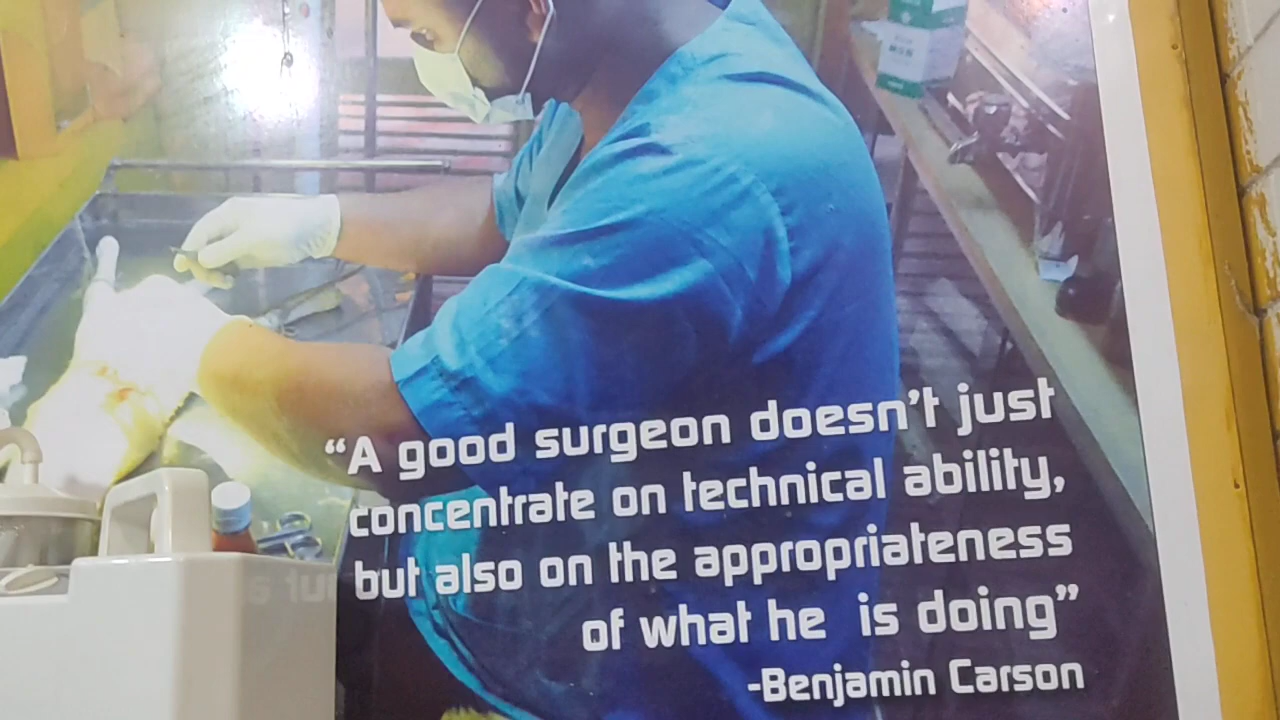 “A good surgeon doesn’t just
concentrate on technical ability,
but also on the appropriateness
of what he is doing”
-Benjamin Carson